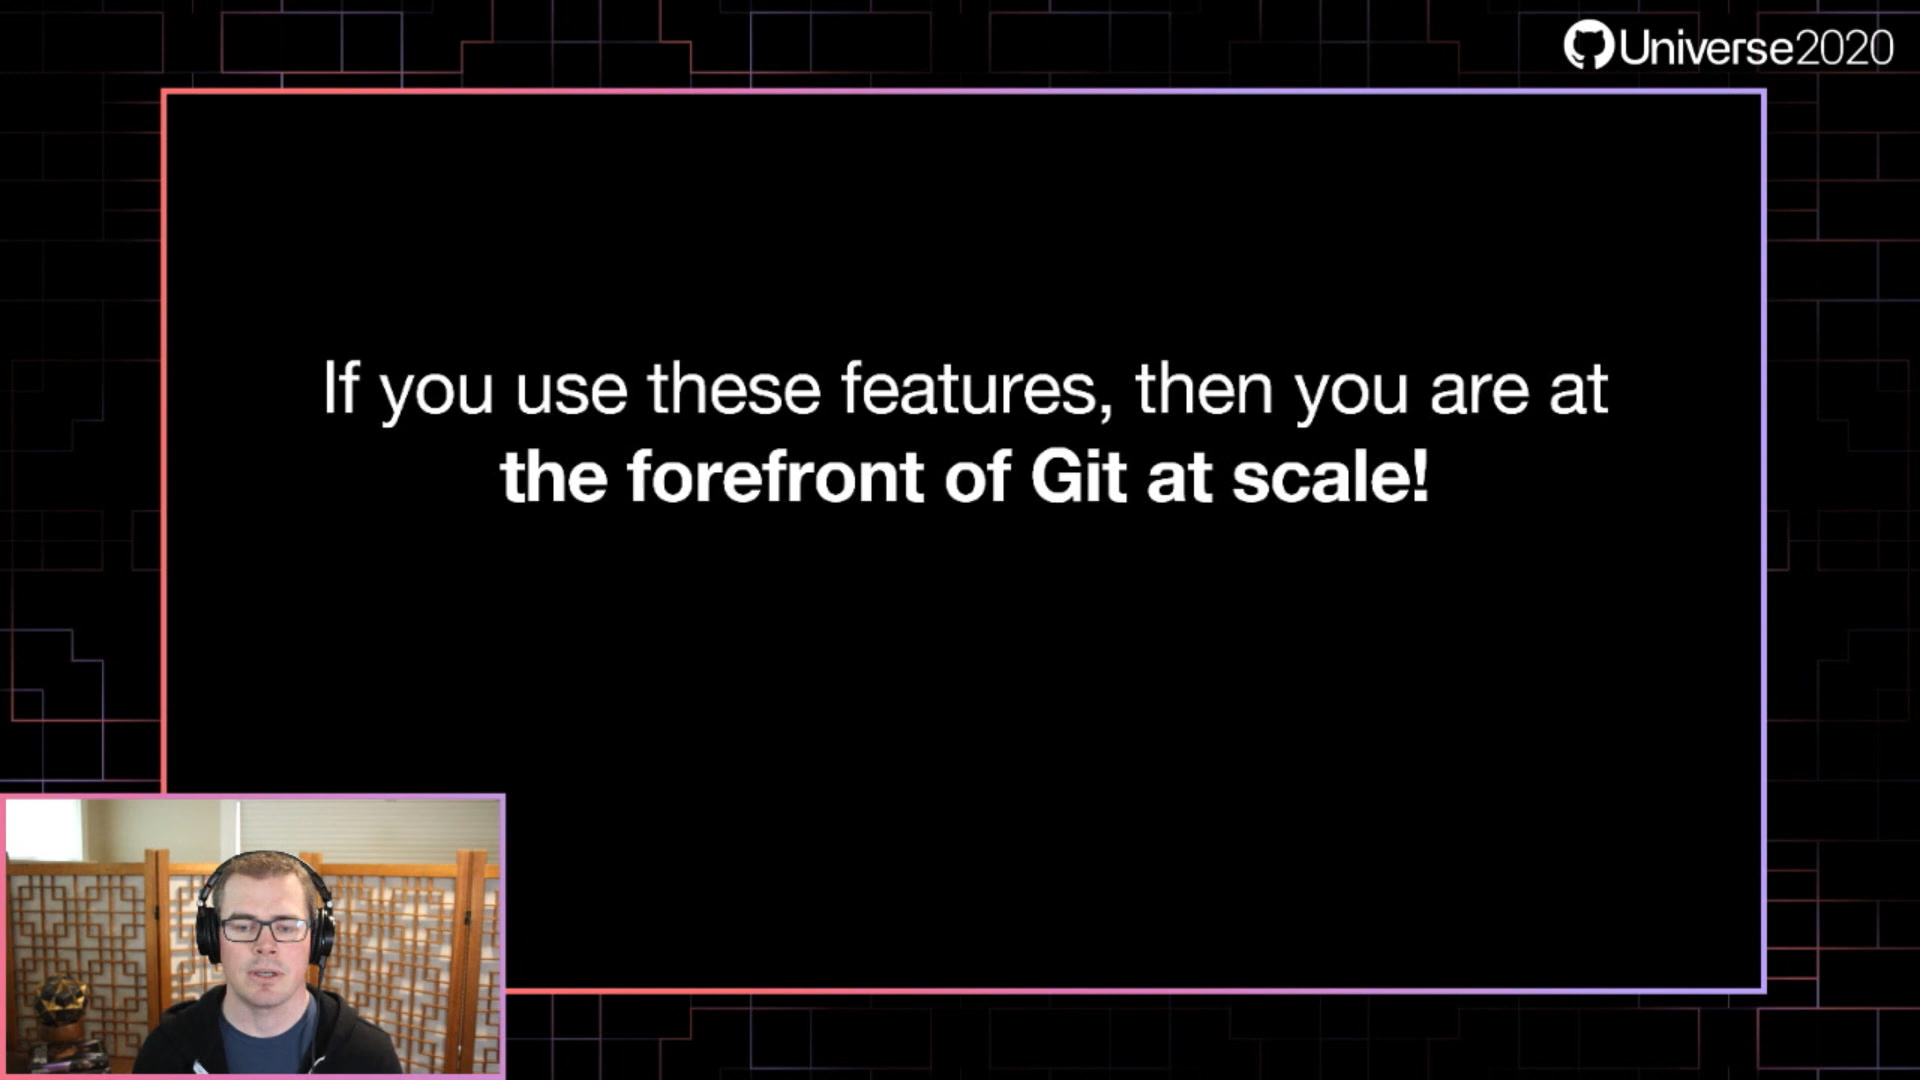 Universe2020
If you use these features, then you are at
the forefront of Git at scale!